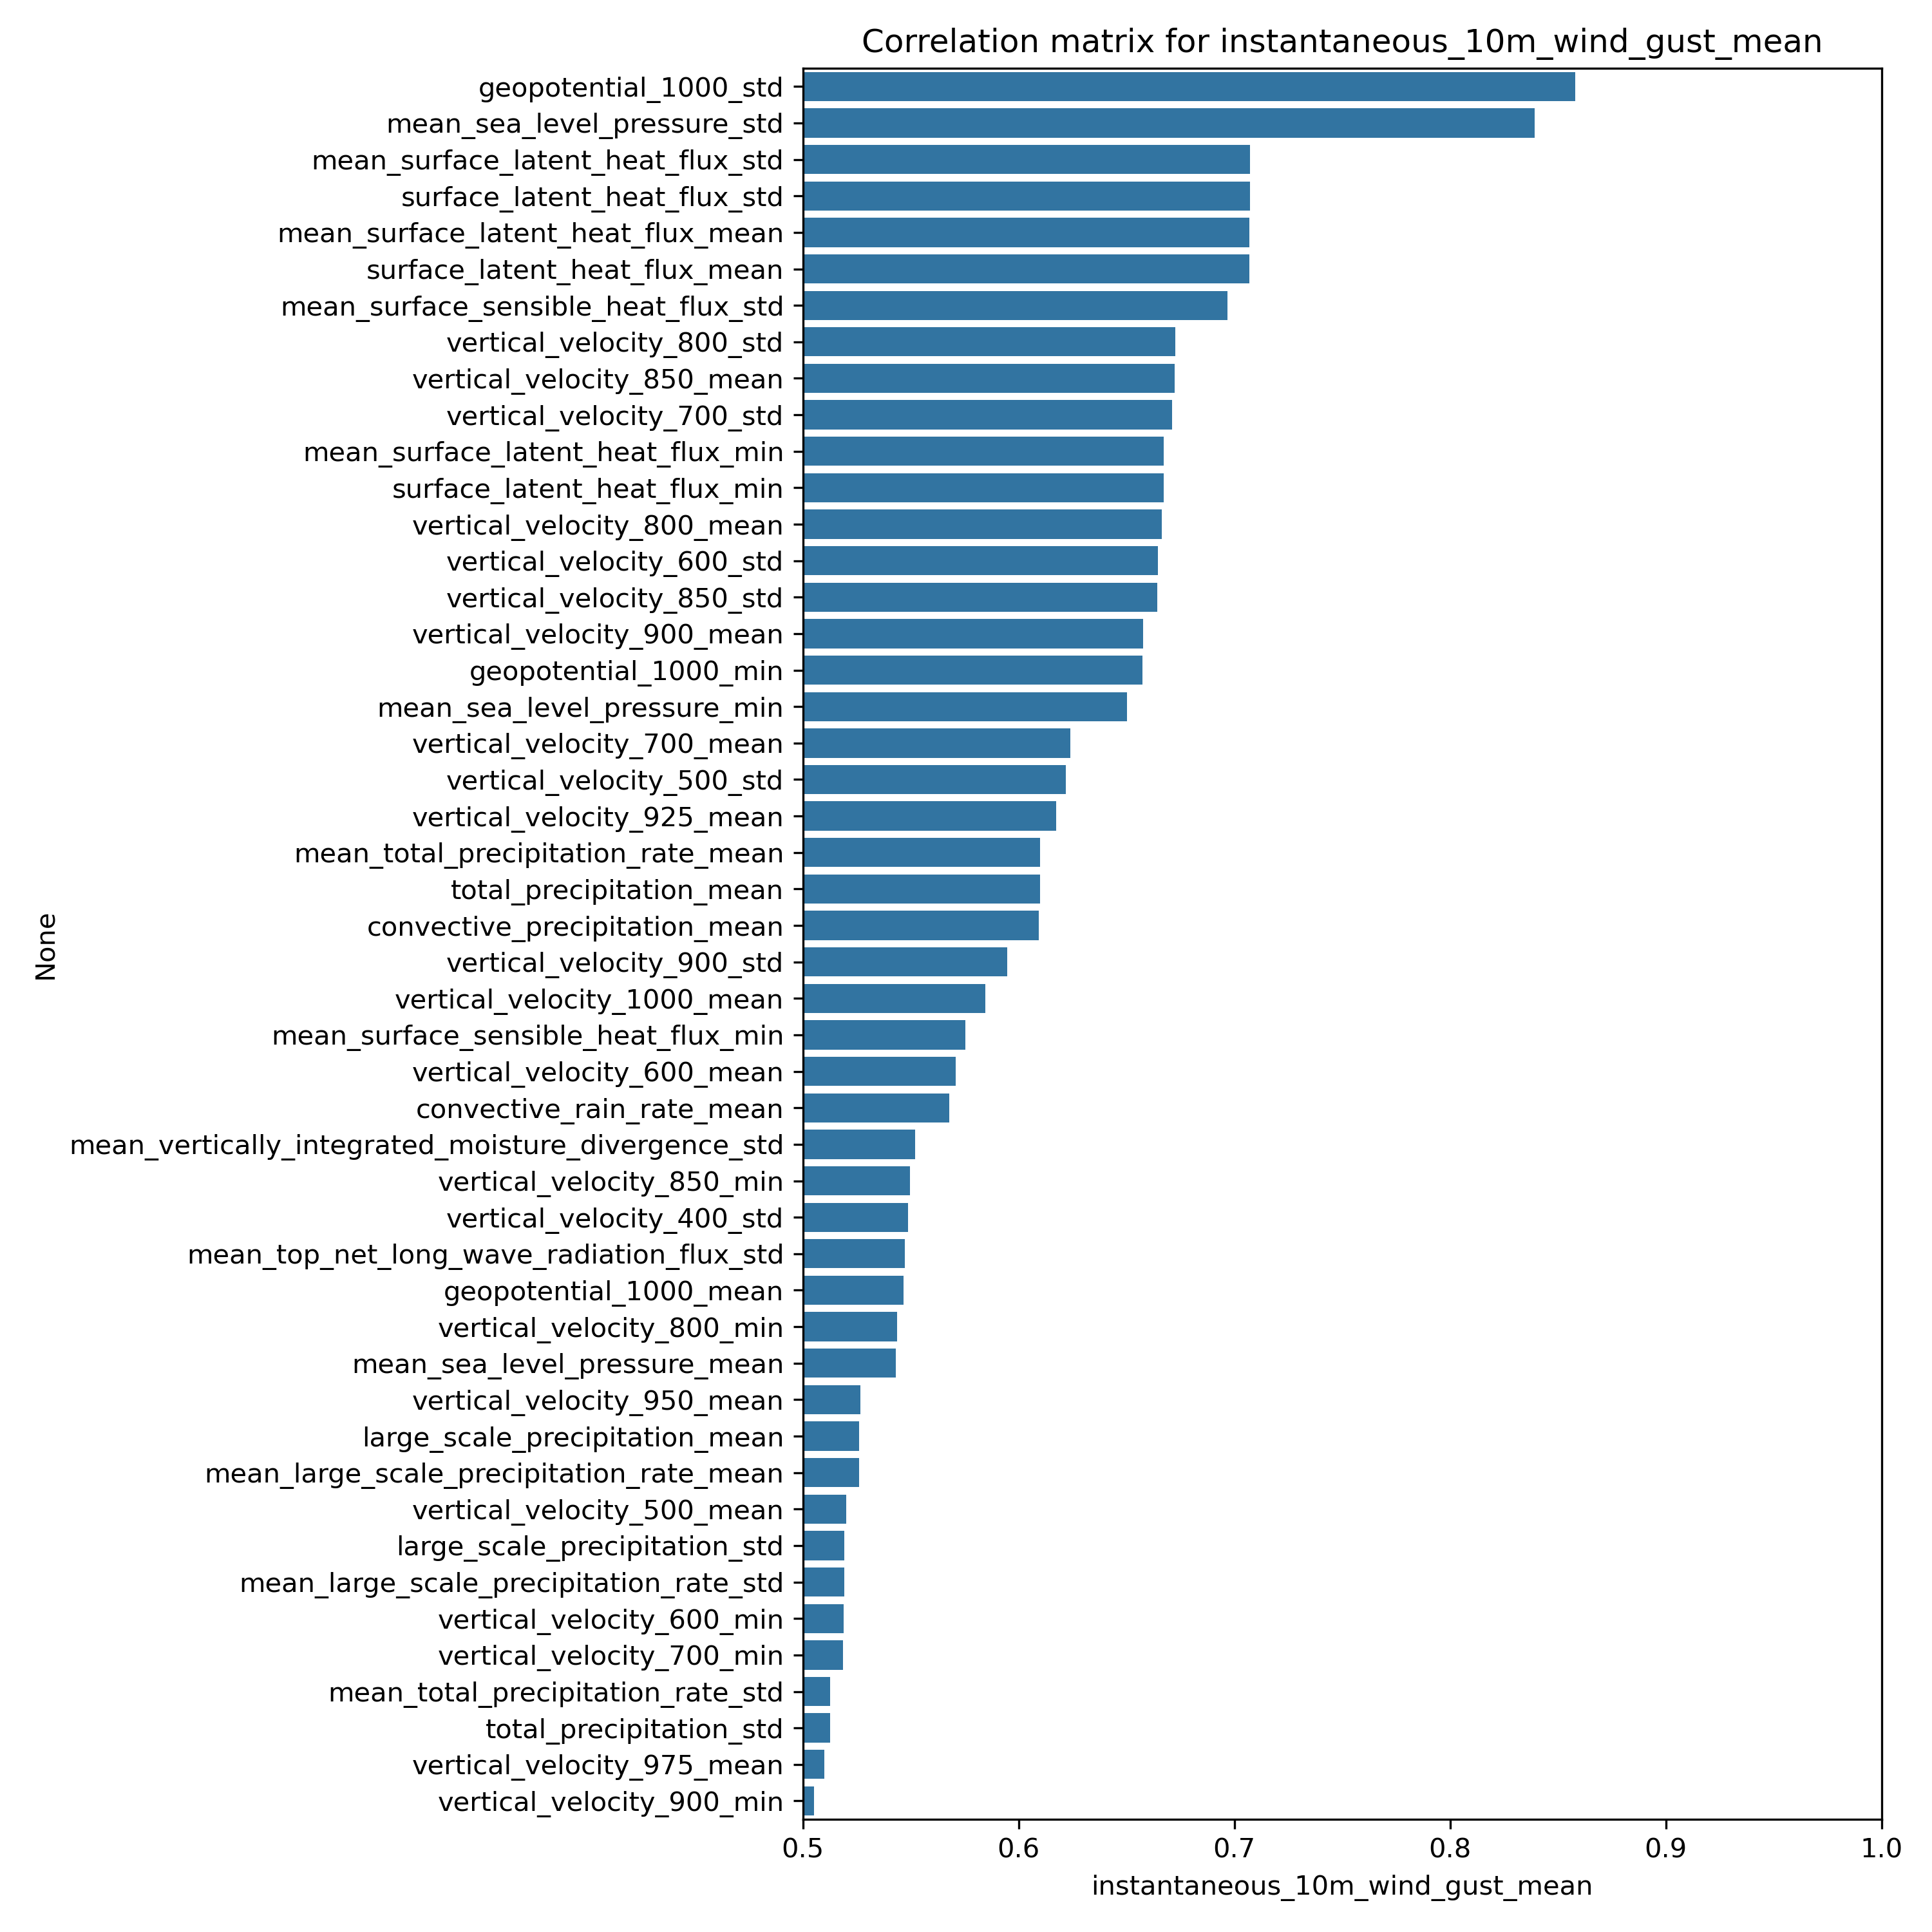 Correlation matrix for instantaneous_10m_wind_gust_mean
geopotential_1000_std
mean_sea_level_pressure_std
mean_surface_latent_heat_flux_std
surface_latent_heat_flux_std
mean_surface_latent_heat_flux_mean
surface_latent_heat_flux_mean
mean_surface_sensible_heat_flux_std
vertical_velocity_800_std
vertical_velocity_850_mean
vertical_velocity_700_std
mean_surface_latent_heat_flux_min
surface_latent_heat_flux_min
vertical_velocity_800_mean
vertical_velocity_600_std
vertical_velocity_850_std
vertical_velocity_900_mean
geopotential_1000_min
mean_sea_level_pressure_min
vertical_velocity_700_mean
vertical_velocity_500_std
vertical_velocity_925_mean
mean_total_precipitation_rate_mean
total_precipitation_mean
convective_precipitation_mean
vertical_velocity_900_std
vertical_velocity_1000_mean
mean_surface_sensible_heat_flux_min
vertical_velocity_600_mean
convective_rain_rate_mean
mean_vertically_integrated_moisture_divergence_std
vertical_velocity_850_min
vertical_velocity_400_std
mean_top_net_long_wave_radiation_flux_std
geopotential_1000_mean
vertical_velocity_800_min
mean_sea_level_pressure_mean
vertical_velocity_950_mean
large_scale_precipitation_mean
mean_large_scale_precipitation_rate_mean
vertical_velocity_500_mean
large_scale_precipitation_std
mean_large_scale_precipitation_rate_std
vertical_velocity_600_min
vertical_velocity_700_min
mean_total_precipitation_rate_std
total_precipitation_std
vertical_velocity_975_mean
vertical_velocity_900_min
None
0.5 0.6 0.7 0.8 0.9 1.0
instantaneous_10m_wind_gust_mean